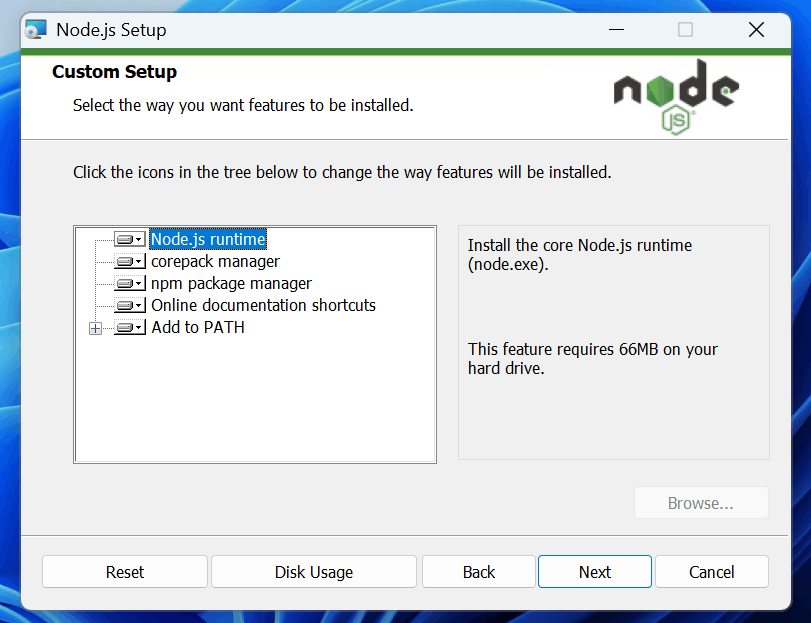 Node.js Setup
Custom Setup
Select the way you want features to be installed.
node
JS
Click the icons in the tree below to change the way features will be installed.
Node.js runtime
corepack manager
npm package manager
Online documentation shortcuts
Add to PATH
Install the core Node.js runtime
(node.exe).
This feature requires 66MB on your
hard drive.
Browse...
Reset
Disk Usage
Back
Next
Cancel